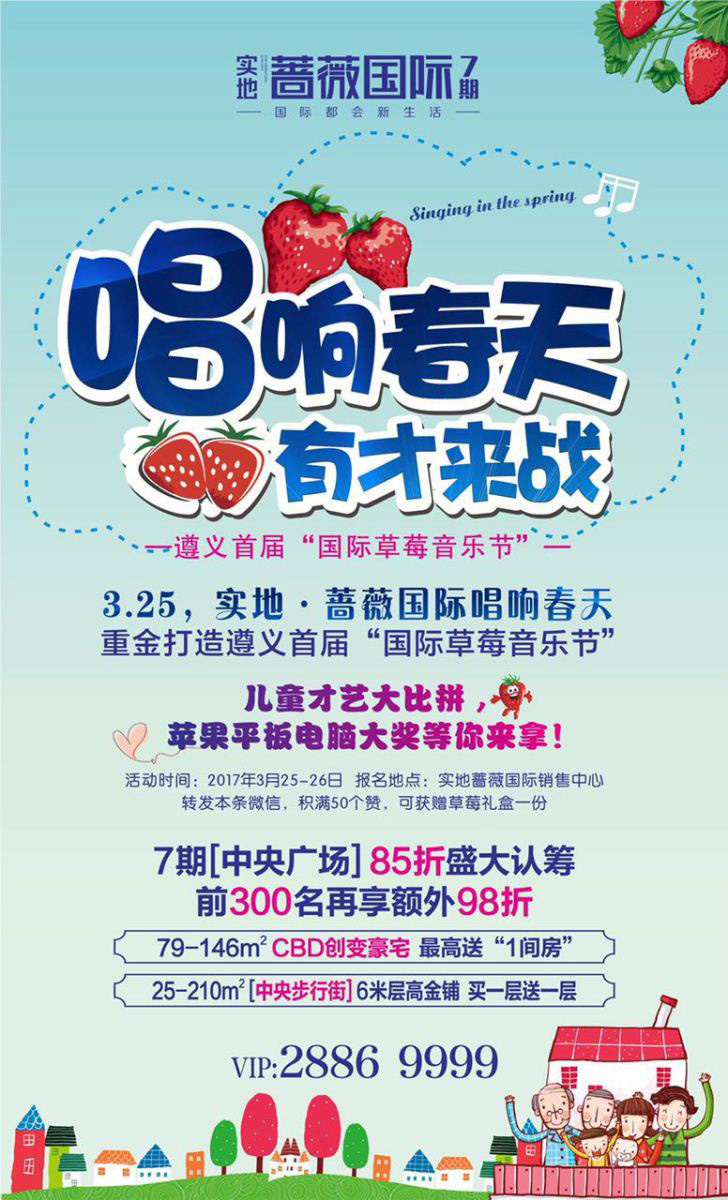 实地 蔷薇国际 7期
国际都会新生活
Singing in the spring
唱响春天
有才来战
—遵义首届“国际草莓音乐节”—
3.25，实地·蔷薇国际唱响春天
重金打造遵义首届“国际草莓音乐节”
儿童才艺大比拼，
苹果平板电脑大奖等你来拿！
活动时间：2017年3月25-26日 报名地点：实地蔷薇国际销售中心
转发本条微信，积满50个赞，可获赠草莓礼盒一份
7期[中央广场] 85折盛大认筹
前300名再享额外98折
79-146m² CBD创变豪宅 最高送“1间房”
25-210m² [中央步行街] 6米层高金铺 买一层送一层
VIP:2886 9999